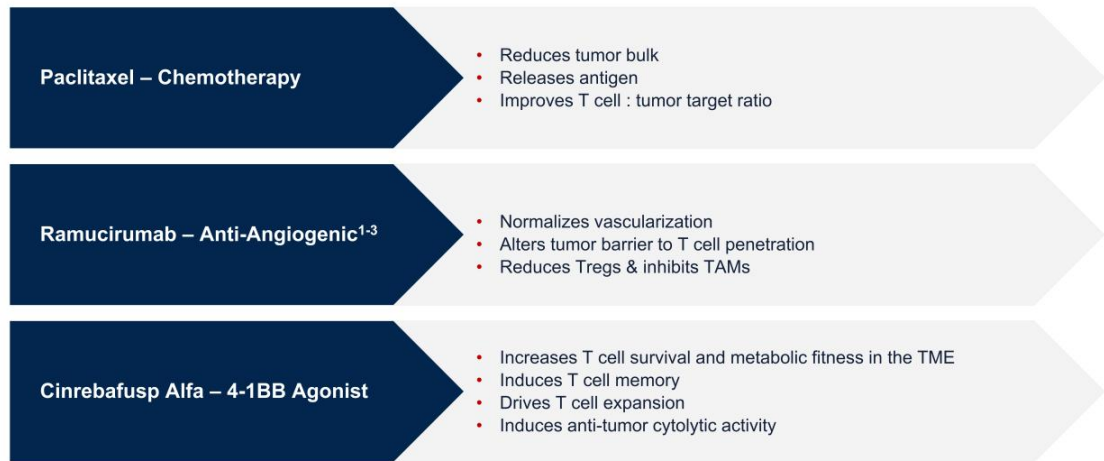 Paclitaxel – Chemotherapy
• Reduces tumor bulk
• Releases antigen
• Improves T cell : tumor target ratio
Ramucirumab – Anti-Angiogenic1-3
• Normalizes vascularization
• Alters tumor barrier to T cell penetration
• Reduces Tregs & inhibits TAMs
Cinrebafusp Alfa – 4-1BB Agonist
• Increases T cell survival and metabolic fitness in the TME
• Induces T cell memory
• Drives T cell expansion
• Induces anti-tumor cytolytic activity